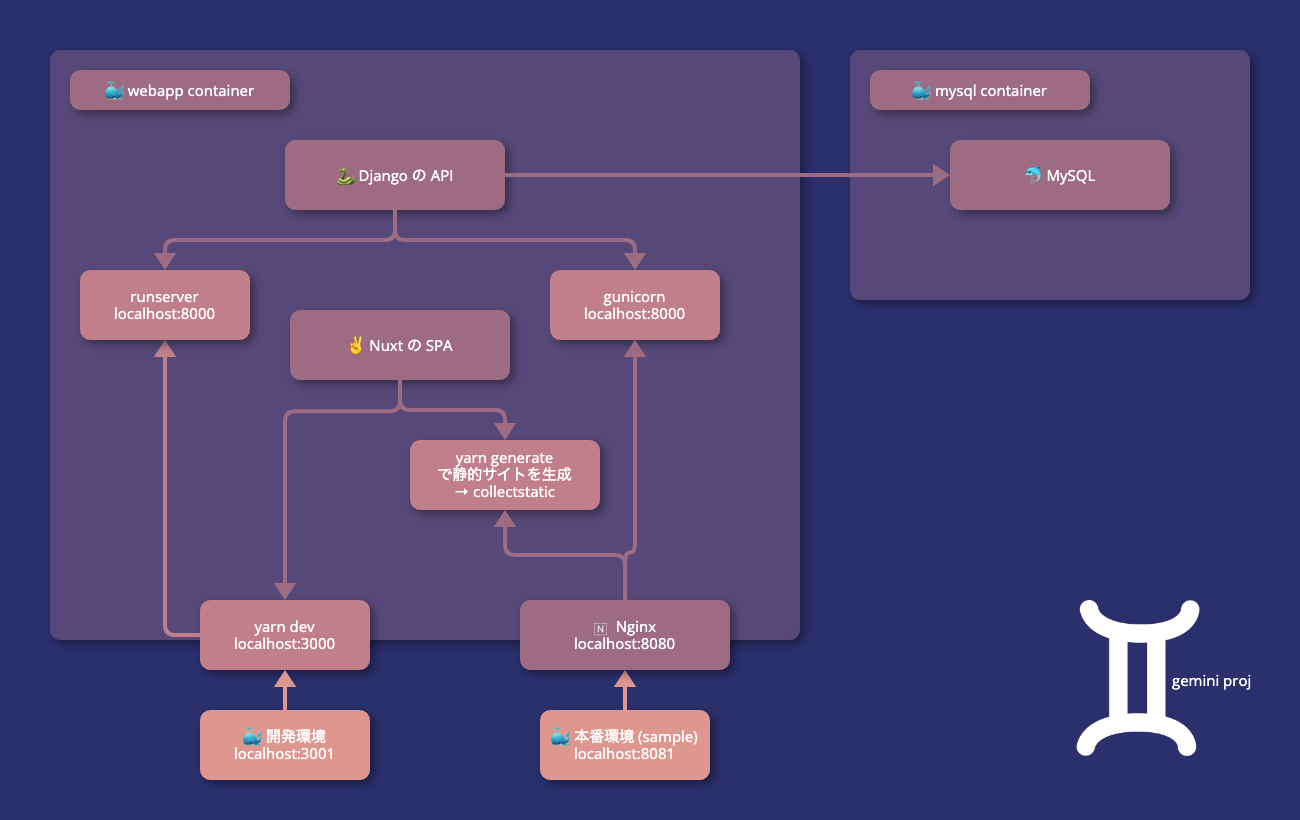 🐳 webapp container
🐳 mysql container
🐍 Django の API
🐬 MySQL
runserver
localhost:8000
gunicorn
localhost:8000
✌ Nuxt の SPA
yarn generate
で静的サイトを生成
→ collectstatic
yarn dev
localhost:3000
🄽 Nginx
localhost:8080
gemini proj
🐳 開発環境
localhost:3001
🐳 本番環境 (sample)
localhost:8081